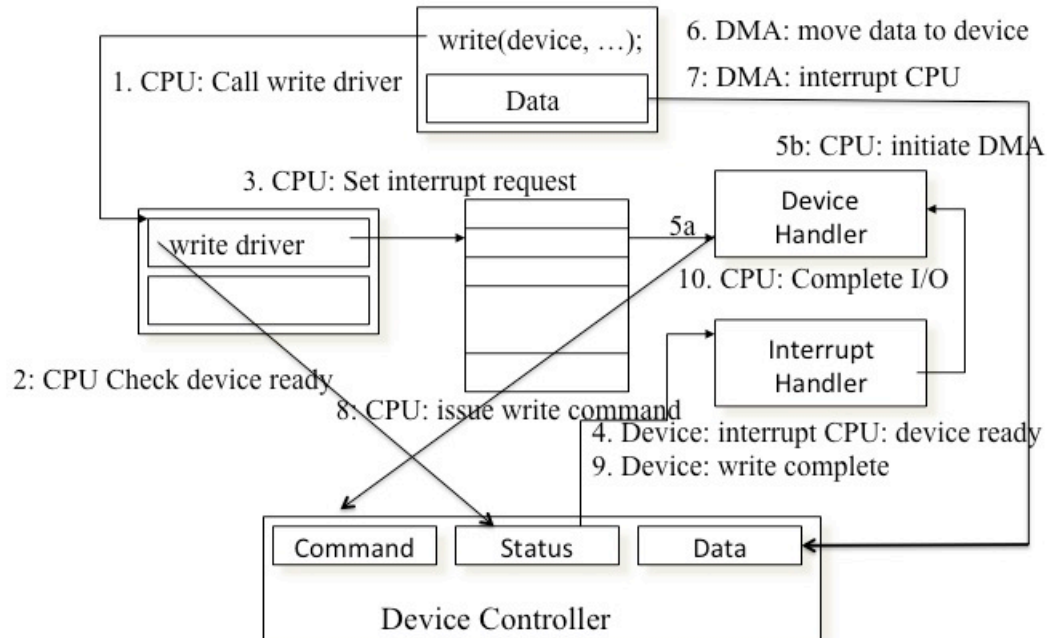 write(device, …);
6. DMA: move data to device
1. CPU: Call write driver
7: DMA: interrupt CPU
Data
5b: CPU: initiate DMA
3. CPU: Set interrupt request
Device
Handler
5a
write driver
10. CPU: Complete I/O
Interrupt
Handler
2: CPU Check device ready
8: CPU: issue write command
4. Device: interrupt CPU: device ready
9. Device: write complete
Command
Status
Data
Device Controller